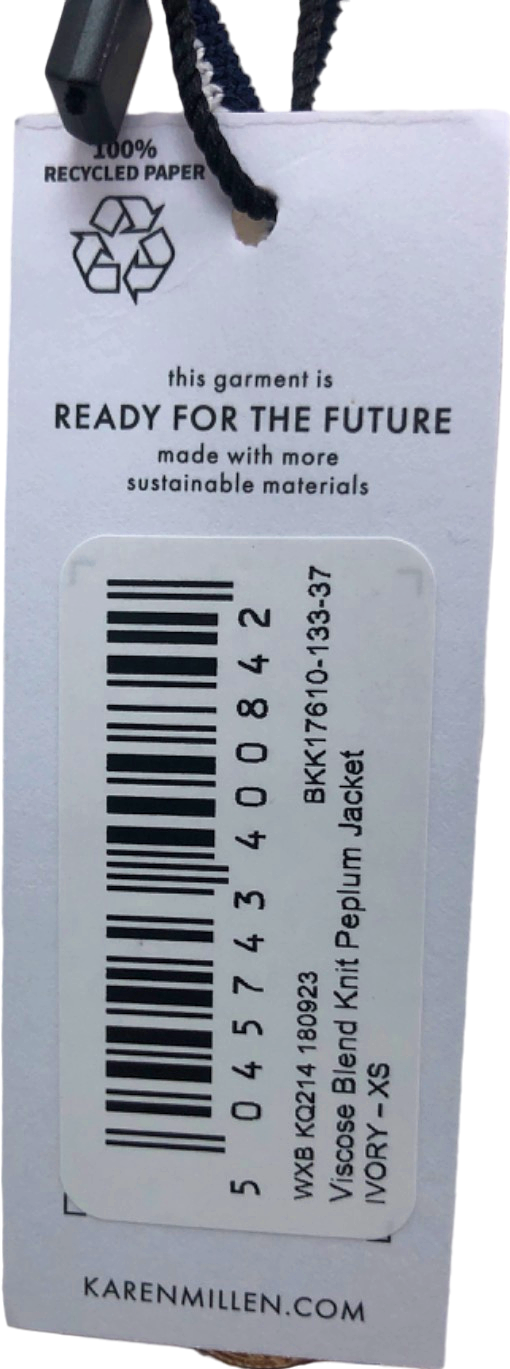 100%
RECYCLED PAPER
this garment is
READY FOR THE FUTURE
made with more
sustainable materials
5 045743 400842
WXB KQ214 180923 BKK17610-133-37
Viscose Blend Knit Peplum Jacket
IVORY – XS
KARENMILLEN.COM